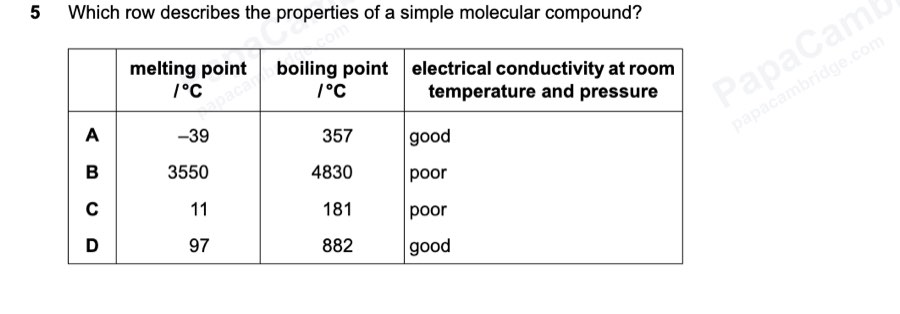 5 Which row describes the properties of a simple molecular compound?
melting point /°C boiling point /°C electrical conductivity at room temperature and pressure
A –39 357 good
B 3550 4830 poor
C 11 181 poor
D 97 882 good
PapaCambridge
papacambridge.com